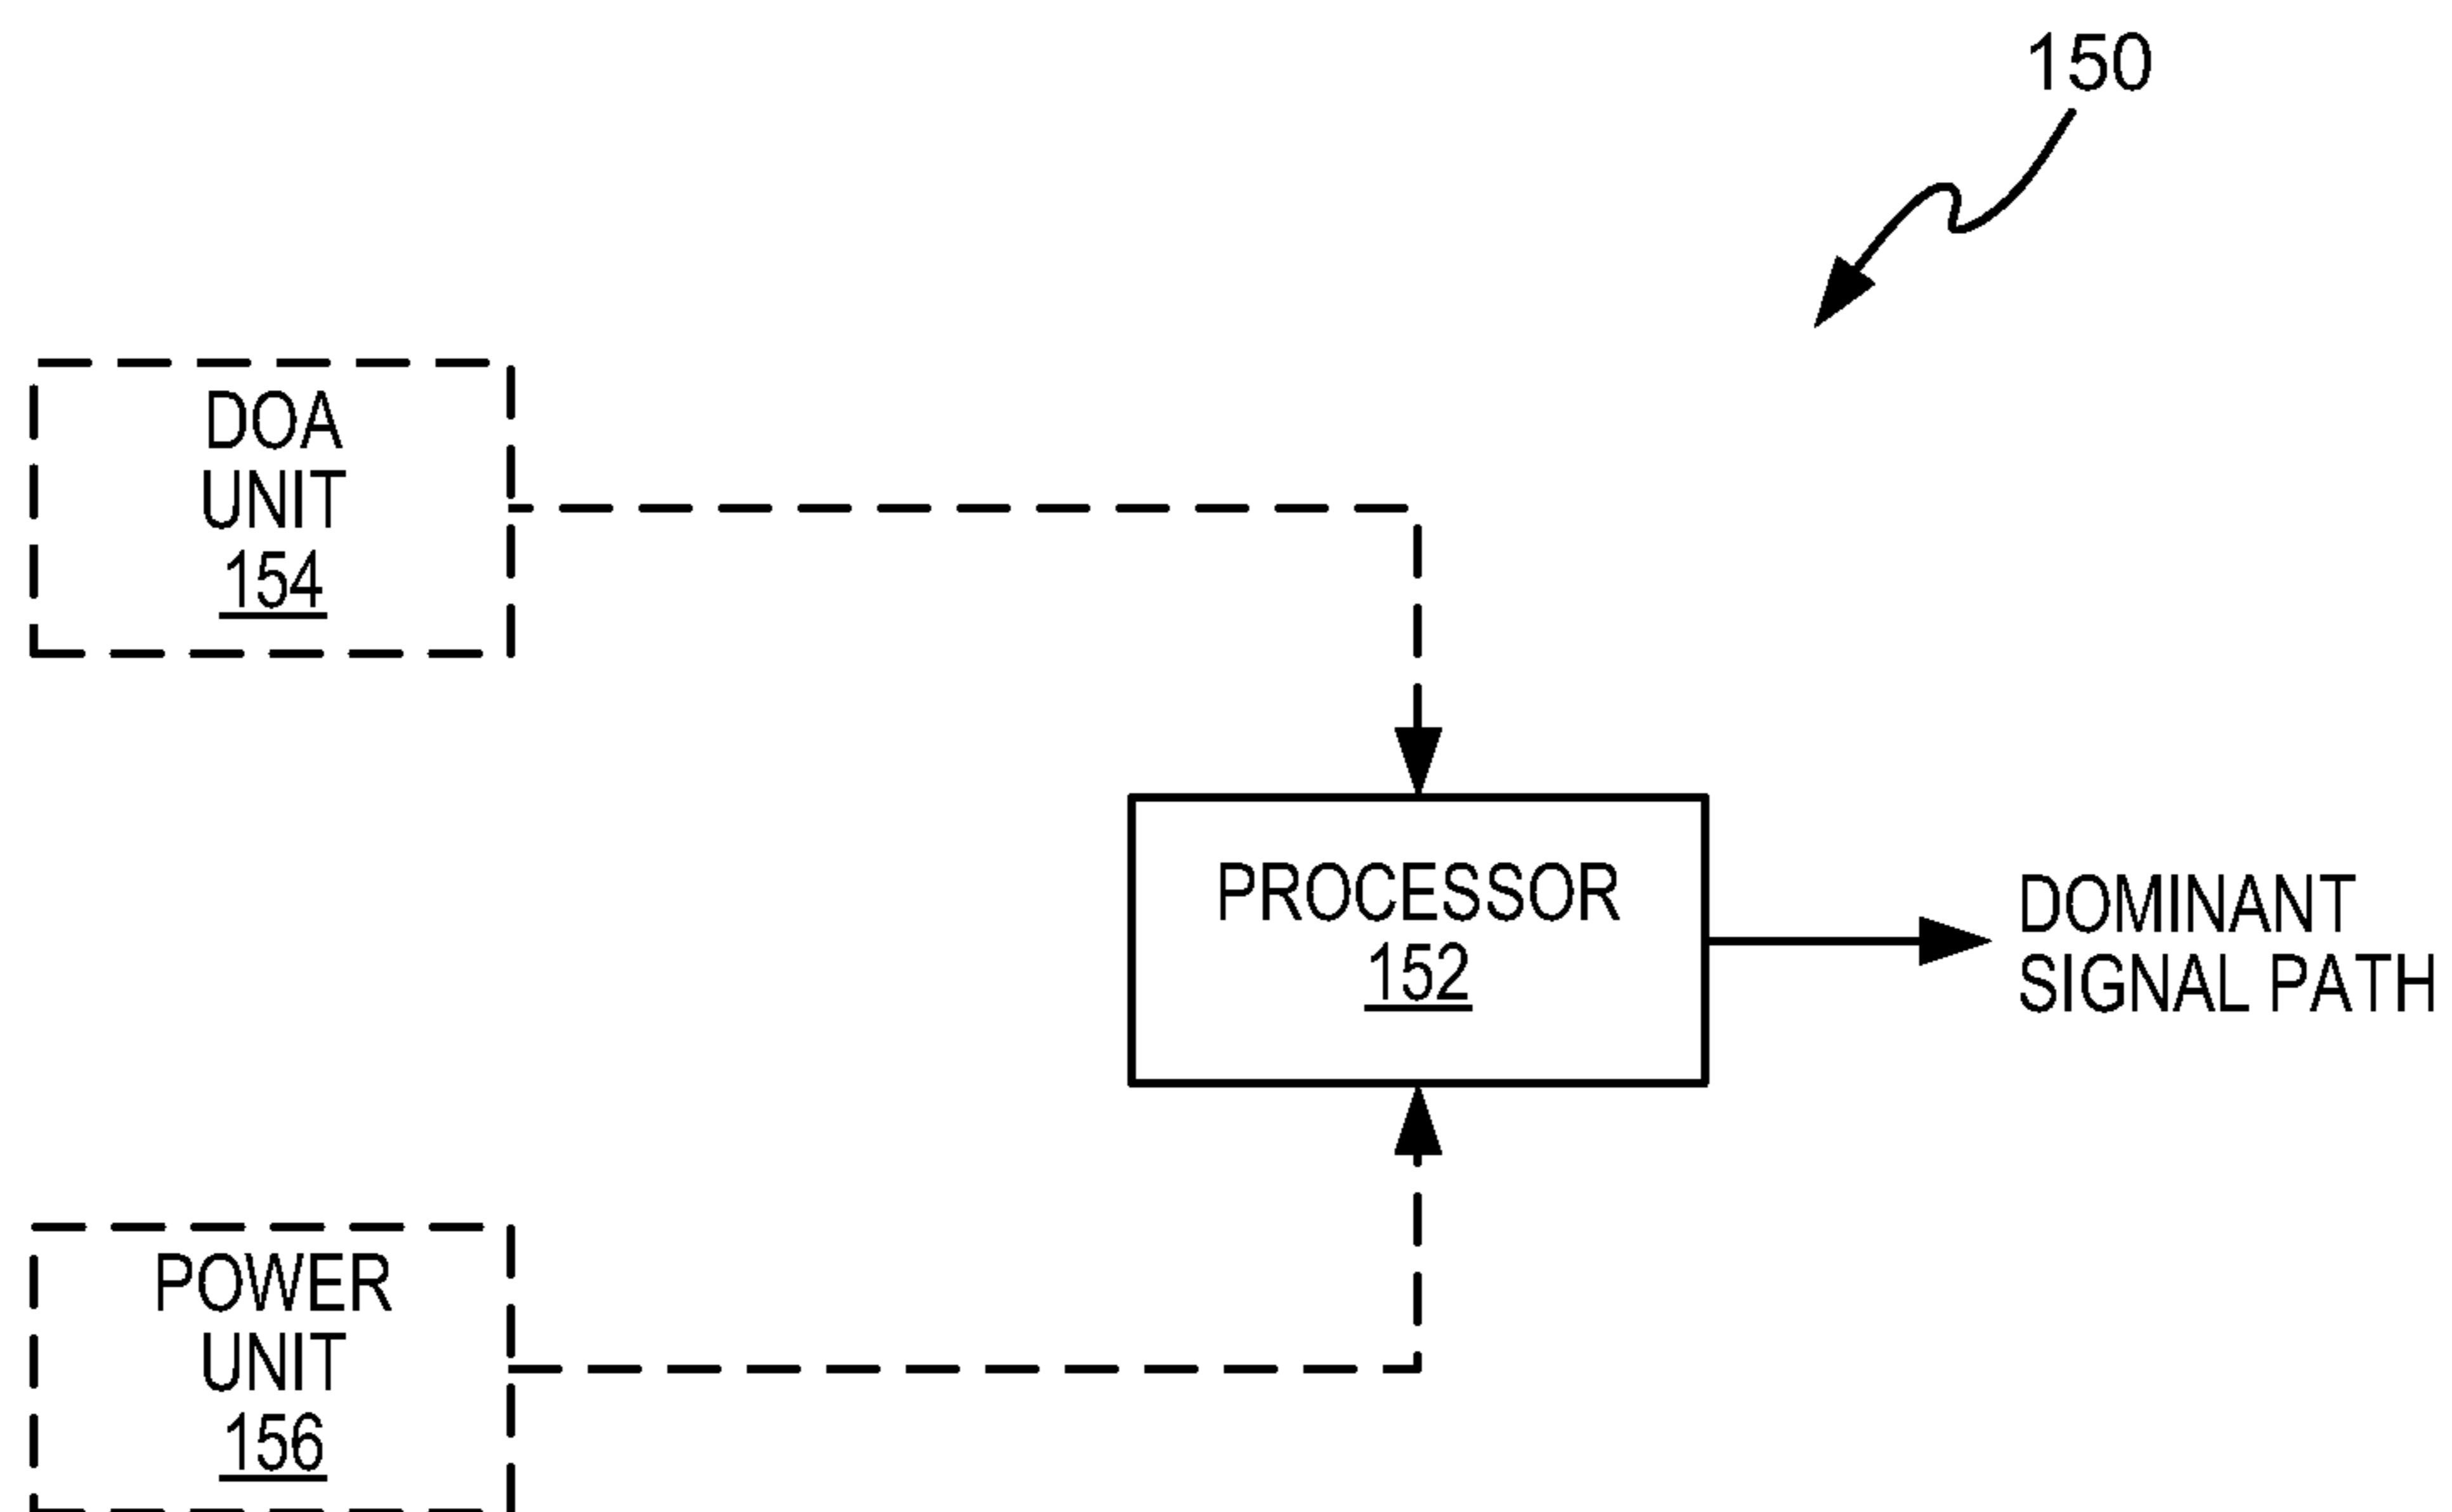 150
DOA
UNIT
154
PROCESSOR
152
DOMINANT
SIGNAL PATH
POWER
UNIT
156